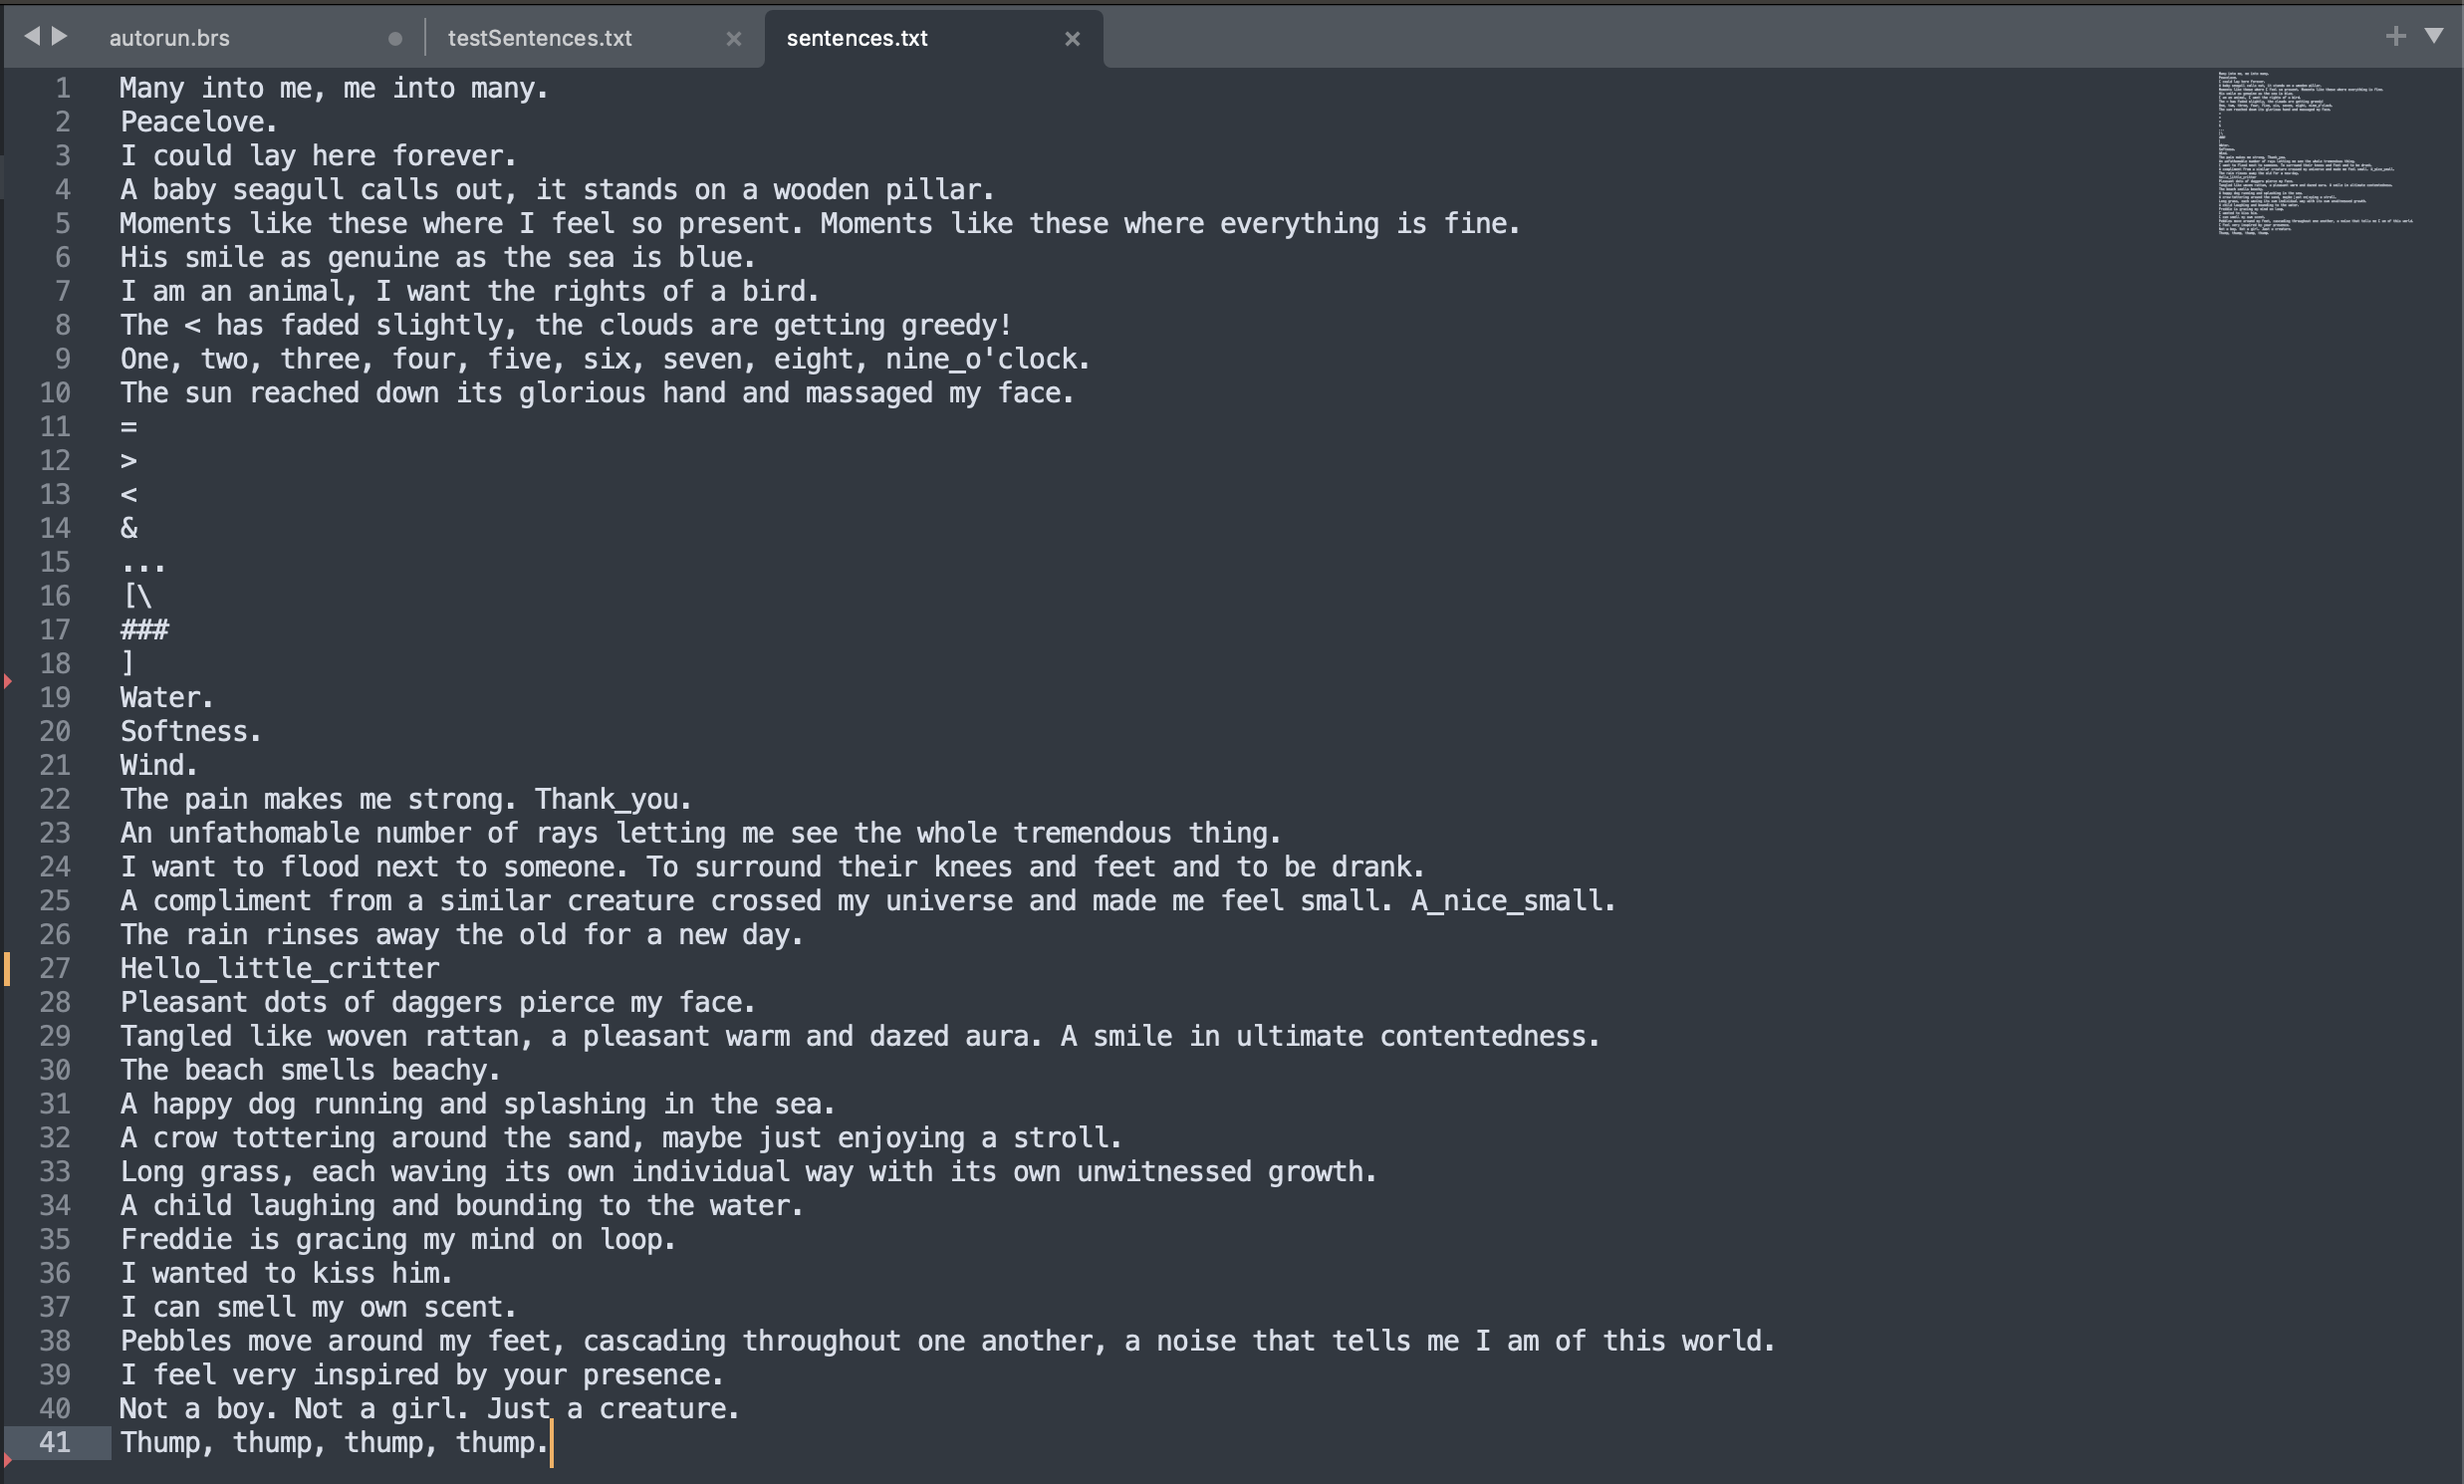 autorun.brs testSentences.txt sentences.txt
1 Many into me, me into many.
2 Peacelove.
3 I could lay here forever.
4 A baby seagull calls out, it stands on a wooden pillar.
5 Moments like these where I feel so present. Moments like these where everything is fine.
6 His smile as genuine as the sea is blue.
7 I am an animal, I want the rights of a bird.
8 The < has faded slightly, the clouds are getting greedy!
9 One, two, three, four, five, six, seven, eight, nine_o'clock.
10 The sun reached down its glorious hand and massaged my face.
11 =
12 >
13 <
14 &
15 ...
16 [\
17 ###
18 ]
19 Water.
20 Softness.
21 Wind.
22 The pain makes me strong. Thank_you.
23 An unfathomable number of rays letting me see the whole tremendous thing.
24 I want to flood next to someone. To surround their knees and feet and to be drank.
25 A compliment from a similar creature crossed my universe and made me feel small. A_nice_small.
26 The rain rinses away the old for a new day.
27 Hello_little_critter
28 Pleasant dots of daggers pierce my face.
29 Tangled like woven rattan, a pleasant warm and dazed aura. A smile in ultimate contentedness.
30 The beach smells beachy.
31 A happy dog running and splashing in the sea.
32 A crow tottering around the sand, maybe just enjoying a stroll.
33 Long grass, each waving its own individual way with its own unwitnessed growth.
34 A child laughing and bounding to the water.
35 Freddie is gracing my mind on loop.
36 I wanted to kiss him.
37 I can smell my own scent.
38 Pebbles move around my feet, cascading throughout one another, a noise that tells me I am of this world.
39 I feel very inspired by your presence.
40 Not a boy. Not a girl. Just a creature.
41 Thump, thump, thump, thump.